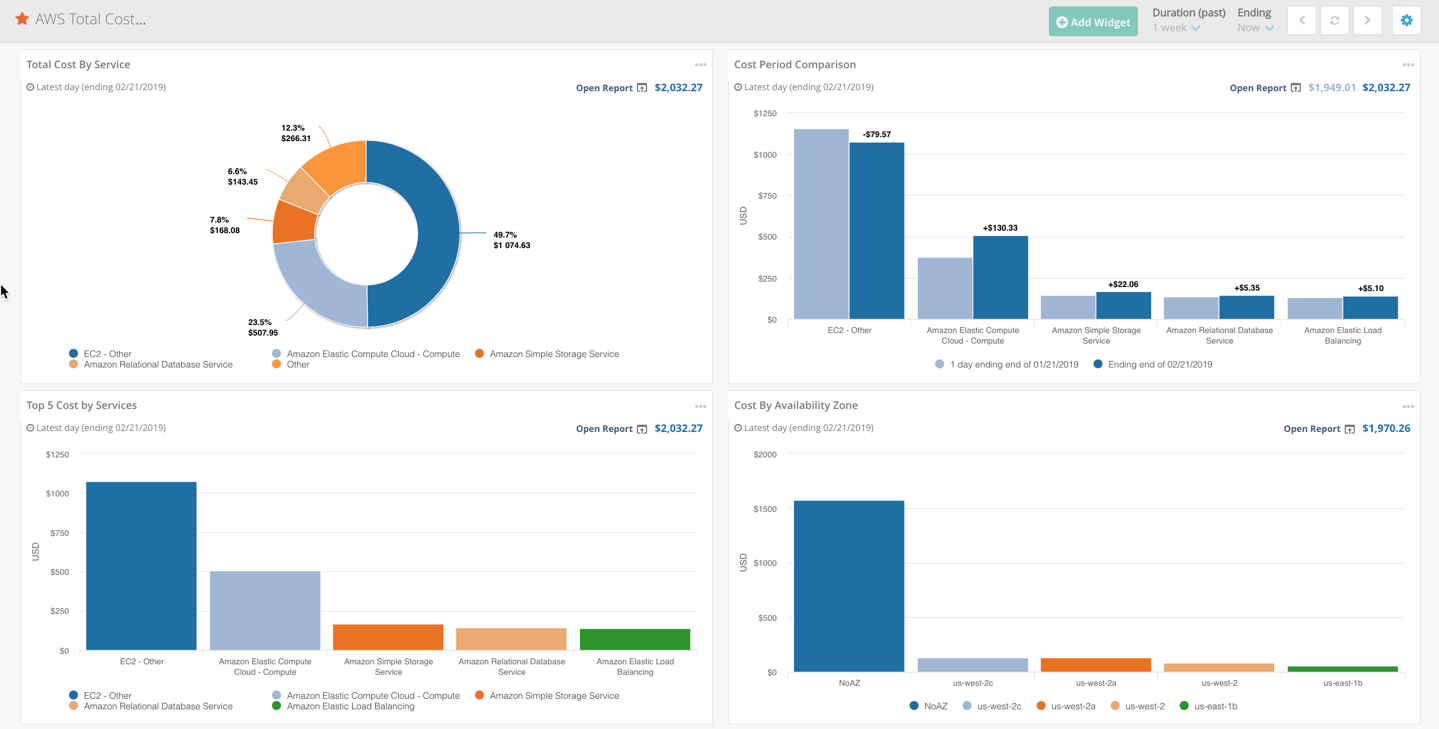 AWS Total Cost...
Add Widget
Duration (past)
1 week
Ending
Now
Total Cost By Service
Latest day (ending 02/21/2019)
Open Report $2,032.27
12.3%
$266.31
6.6%
$143.45
7.8%
$168.08
49.7%
$1 074.63
23.5%
$507.95
EC2 - Other
Amazon Elastic Compute Cloud - Compute
Amazon Simple Storage Service
Amazon Relational Database Service
Other
Cost Period Comparison
Latest day (ending 02/21/2019)
Open Report $1,949.01 $2,032.27
$1250
$1000
$750
$500
$250
$0
USD
-$79.57
+$130.33
+$22.06
+$5.35
+$5.10
EC2 - Other
Amazon Elastic Compute
Cloud - Compute
Amazon Simple Storage
Service
Amazon Relational Database
Service
Amazon Elastic Load
Balancing
1 day ending end of 01/21/2019
Ending end of 02/21/2019
Top 5 Cost by Services
Latest day (ending 02/21/2019)
Open Report $2,032.27
$1250
$1000
$750
$500
$250
$0
USD
EC2 - Other
Amazon Elastic Compute
Cloud - Compute
Amazon Simple Storage
Service
Amazon Relational Database
Service
Amazon Elastic Load
Balancing
EC2 - Other
Amazon Elastic Compute Cloud - Compute
Amazon Simple Storage Service
Amazon Relational Database Service
Amazon Elastic Load Balancing
Cost By Availability Zone
Latest day (ending 02/21/2019)
Open Report $1,970.26
$2000
$1500
$1000
$500
$0
USD
NoAZ
us-west-2c
us-west-2a
us-west-2
us-east-1b
NoAZ
us-west-2c
us-west-2a
us-west-2
us-east-1b